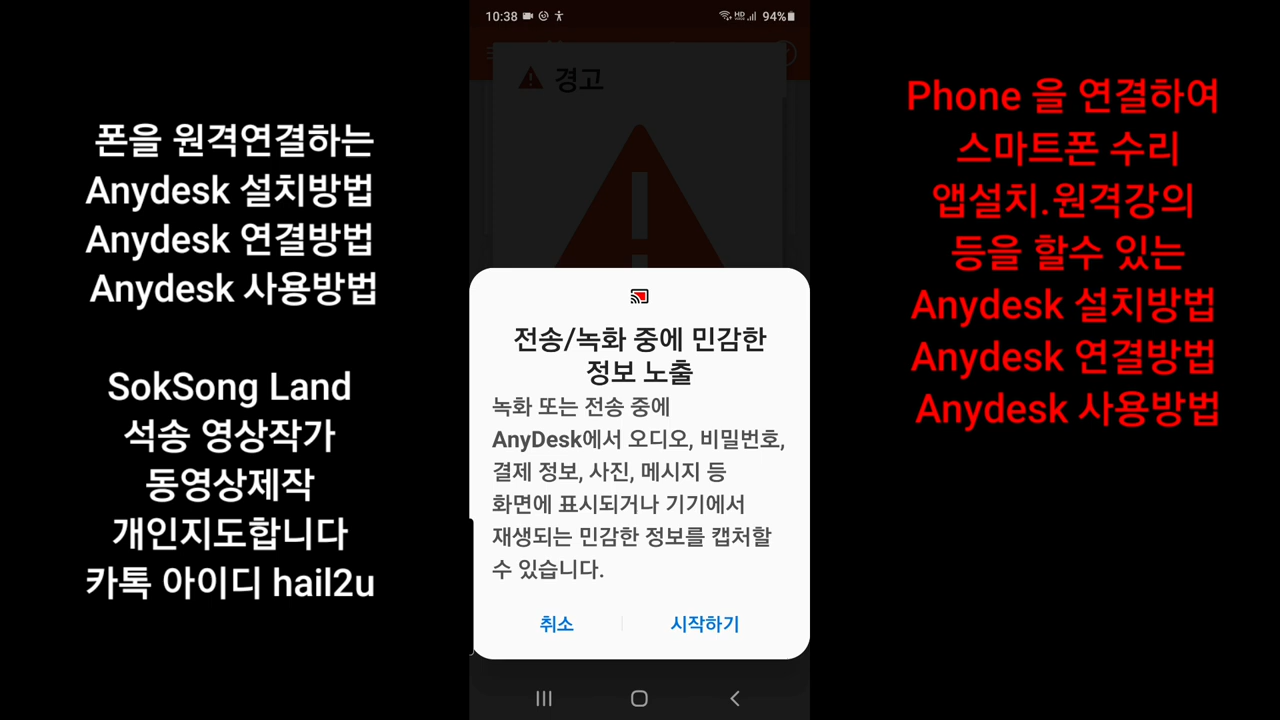 폰을 원격연결하는
Anydesk 설치방법
Anydesk 연결방법
Anydesk 사용방법
SokSong Land
석송 영상작가
동영상제작
개인지도합니다
카톡 아이디 hail2u
10:38
94%
경고
전송/녹화 중에 민감한
정보 노출
녹화 또는 전송 중에
AnyDesk에서 오디오, 비밀번호,
결제 정보, 사진, 메시지 등
화면에 표시되거나 기기에서
재생되는 민감한 정보를 캡처할
수 있습니다.
취소
시작하기
Phone 을 연결하여
스마트폰 수리
앱설치.원격강의
등을 할수 있는
Anydesk 설치방법
Anydesk 연결방법
Anydesk 사용방법